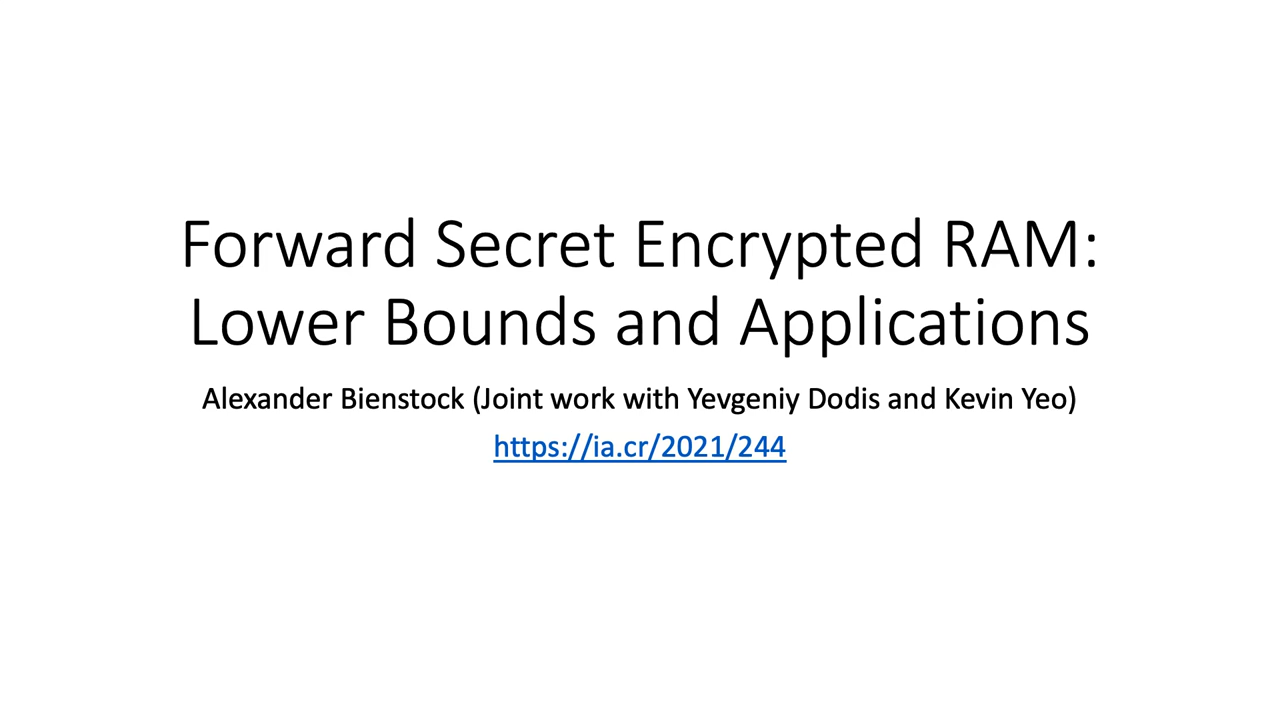 Forward Secret Encrypted RAM:
Lower Bounds and Applications
Alexander Bienstock (Joint work with Yevgeniy Dodis and Kevin Yeo)
https://ia.cr/2021/244